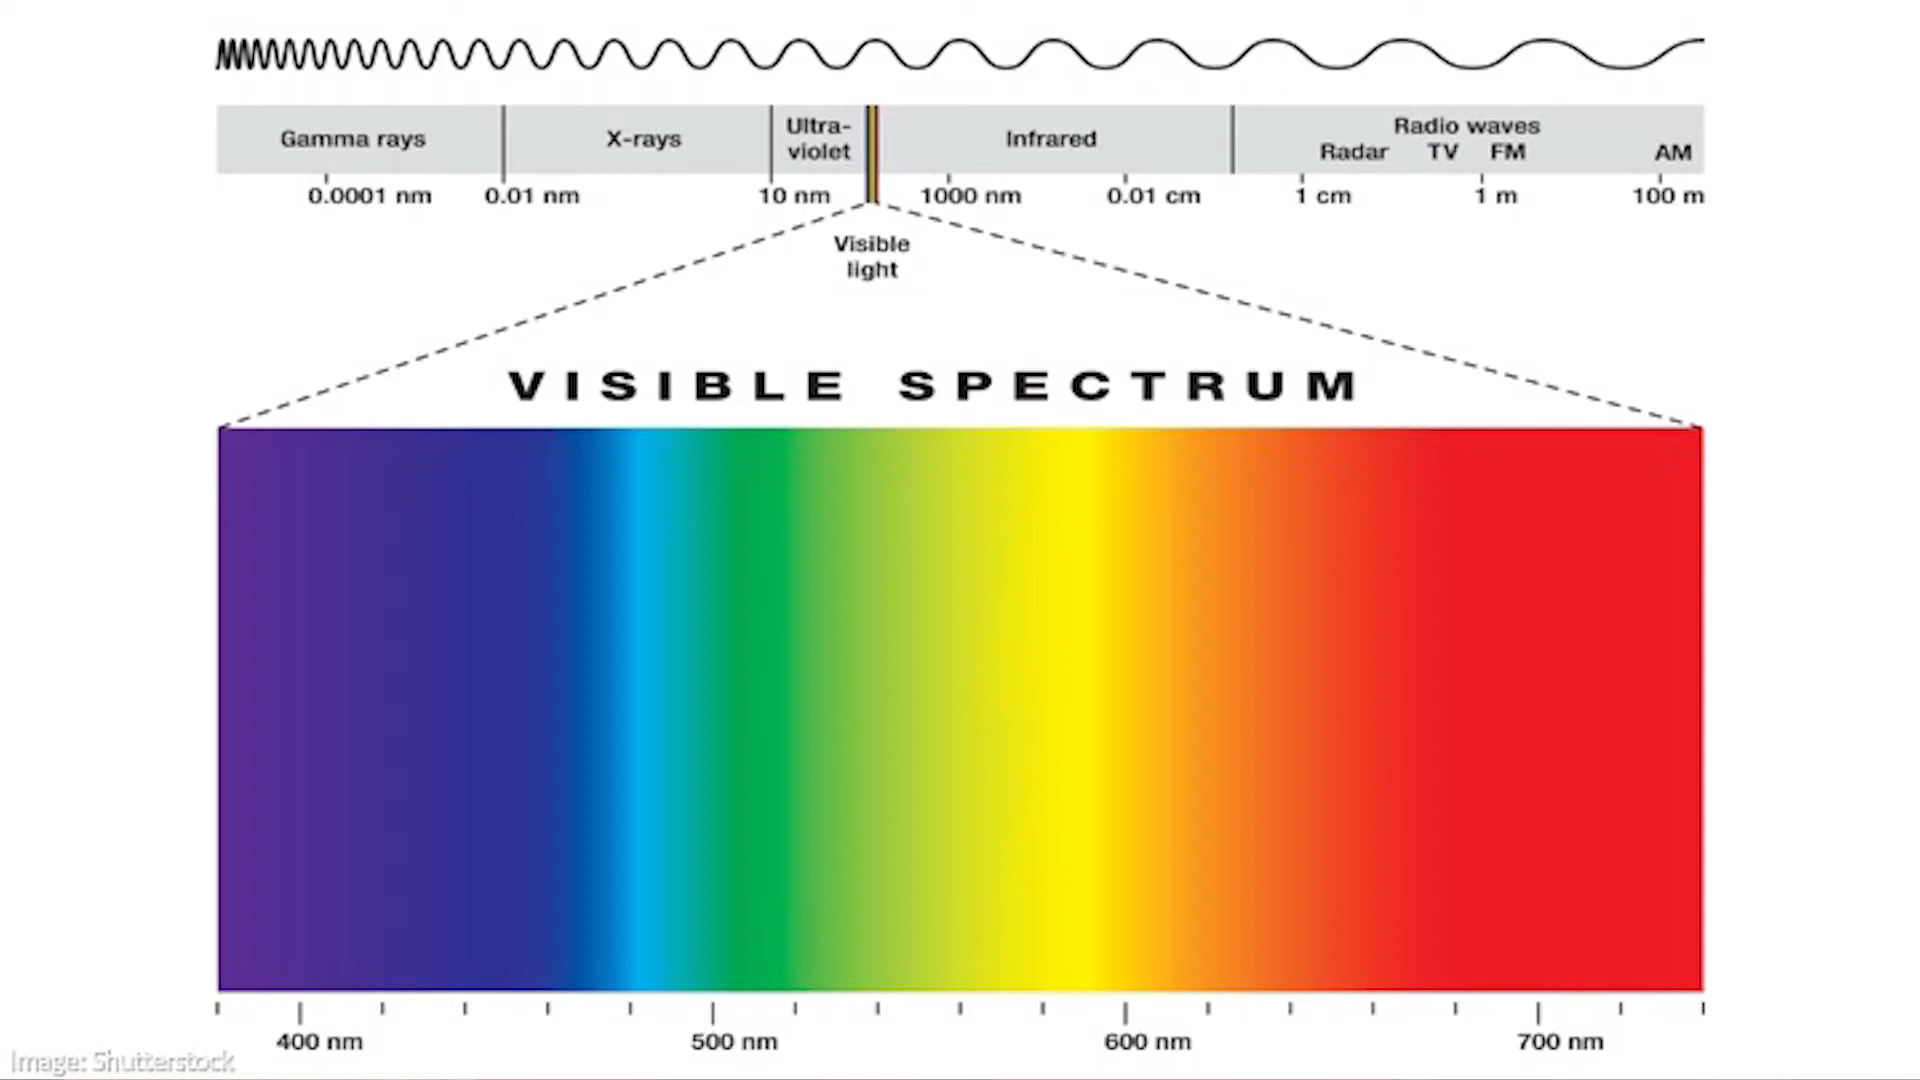 Gamma rays
X-rays
Ultra-
violet
Infrared
Radio waves
Radar TV FM AM
0.0001 nm 0.01 nm 10 nm 1000 nm 0.01 cm 1 cm 1 m 100 m
Visible
light
VISIBLE SPECTRUM
400 nm 500 nm 600 nm 700 nm
Image: Shutterstock